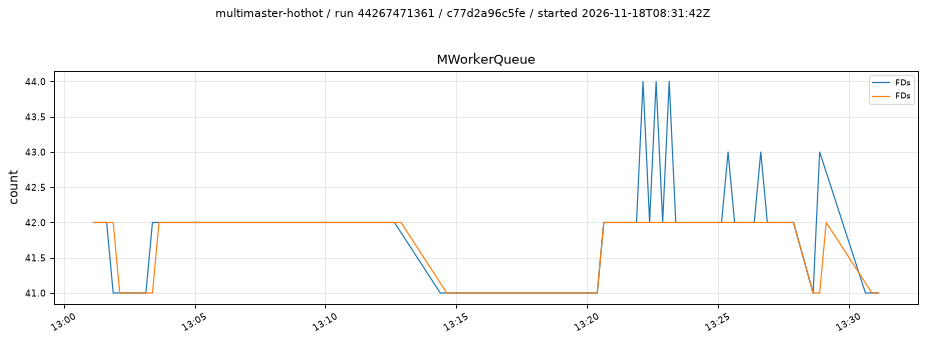 multimaster-hothot / run 44267471361 / c77d2a96c5fe / started 2026-11-18T08:31:42Z
MWorkerQueue
FDs
FDs
count
44.0
43.5
43.0
42.5
42.0
41.5
41.0
13:00
13:05
13:10
13:15
13:20
13:25
13:30